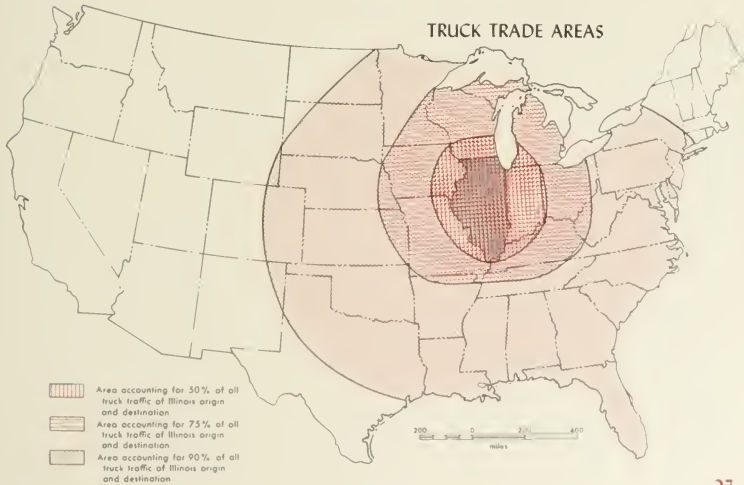 TRUCK TRADE AREAS
Area accounting for 50% of all
truck traffic of Illinois origin
and destination
Area accounting for 75% of all
truck traffic of Illinois origin
and destination
Area accounting for 90% of all
truck traffic of Illinois origin
and destination
200 0 200 400
miles
27